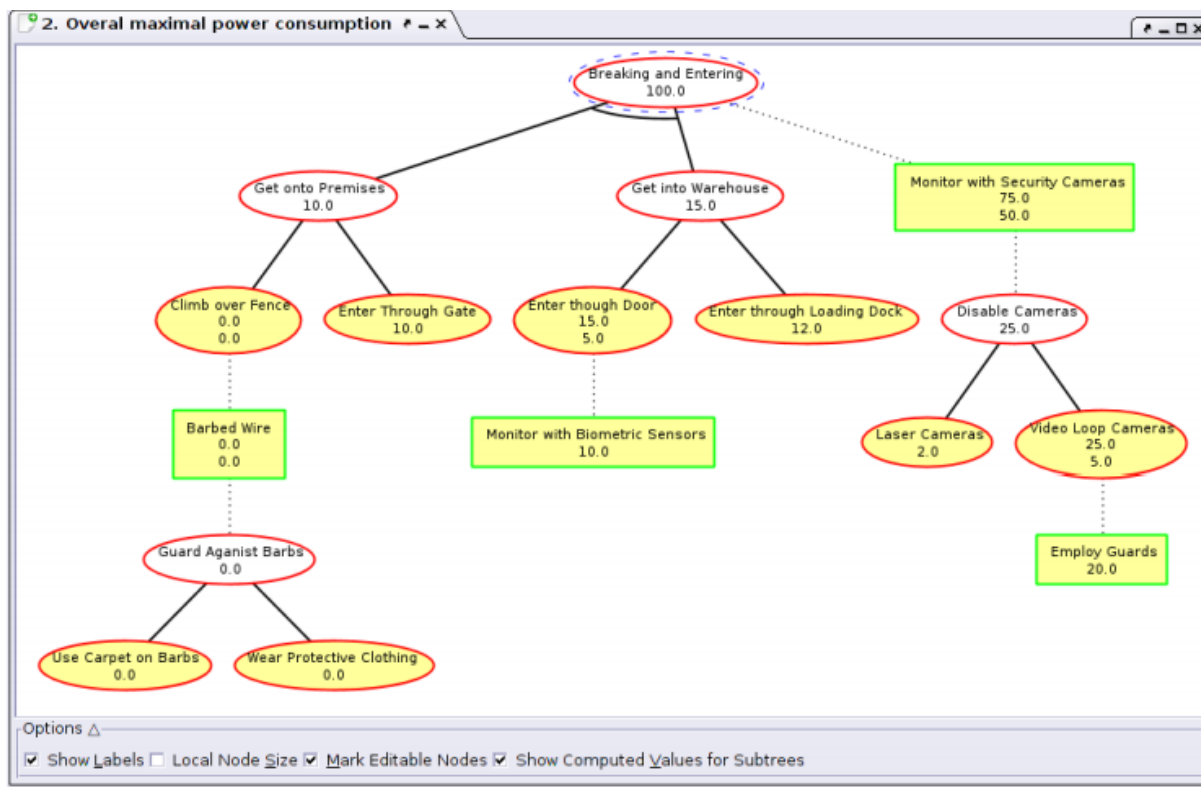 2. Overal maximal power consumption
Breaking and Entering
100.0
Get onto Premises
10.0
Get into Warehouse
15.0
Monitor with Security Cameras
75.0
50.0
Climb over Fence
0.0
0.0
Enter Through Gate
10.0
Enter though Door
15.0
5.0
Enter through Loading Dock
12.0
Disable Cameras
25.0
Barbed Wire
0.0
0.0
Monitor with Biometric Sensors
10.0
Laser Cameras
2.0
Video Loop Cameras
25.0
5.0
Guard Aganist Barbs
0.0
Employ Guards
20.0
Use Carpet on Barbs
0.0
Wear Protective Clothing
0.0
Options
Show Labels Local Node Size Mark Editable Nodes Show Computed Values for Subtrees